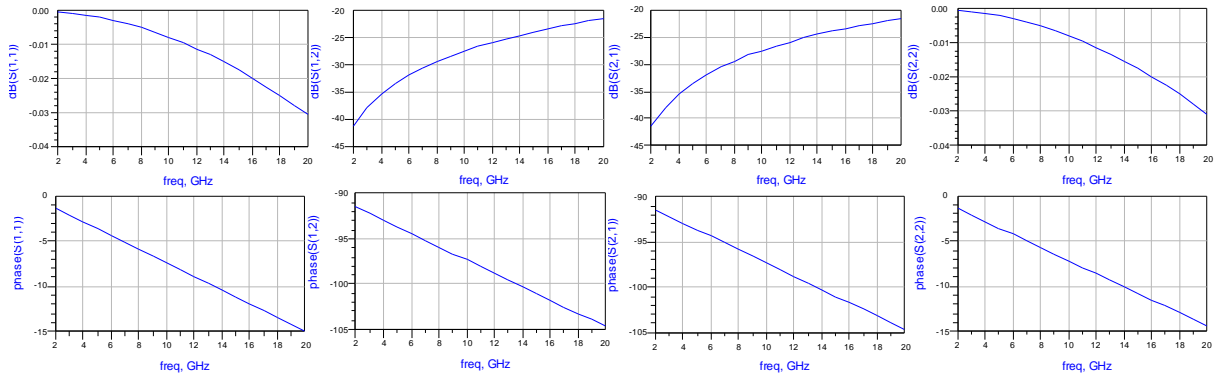 dB(S(1,1))
0.00
-0.01
-0.02
-0.03
-0.04
2 4 6 8 10 12 14 16 18 20
freq, GHz
dB(S(1,2))
-20
-25
-30
-35
-40
-45
2 4 6 8 10 12 14 16 18 20
freq, GHz
dB(S(2,1))
-20
-25
-30
-35
-40
-45
2 4 6 8 10 12 14 16 18 20
freq, GHz
dB(S(2,2))
0.00
-0.01
-0.02
-0.03
-0.04
2 4 6 8 10 12 14 16 18 20
freq, GHz
phase(S(1,1))
0
-5
-10
-15
2 4 6 8 10 12 14 16 18 20
freq, GHz
phase(S(1,2))
-90
-95
-100
-105
2 4 6 8 10 12 14 16 18 20
freq, GHz
phase(S(2,1))
-90
-95
-100
-105
2 4 6 8 10 12 14 16 18 20
freq, GHz
phase(S(2,2))
0
-5
-10
-15
2 4 6 8 10 12 14 16 18 20
freq, GHz